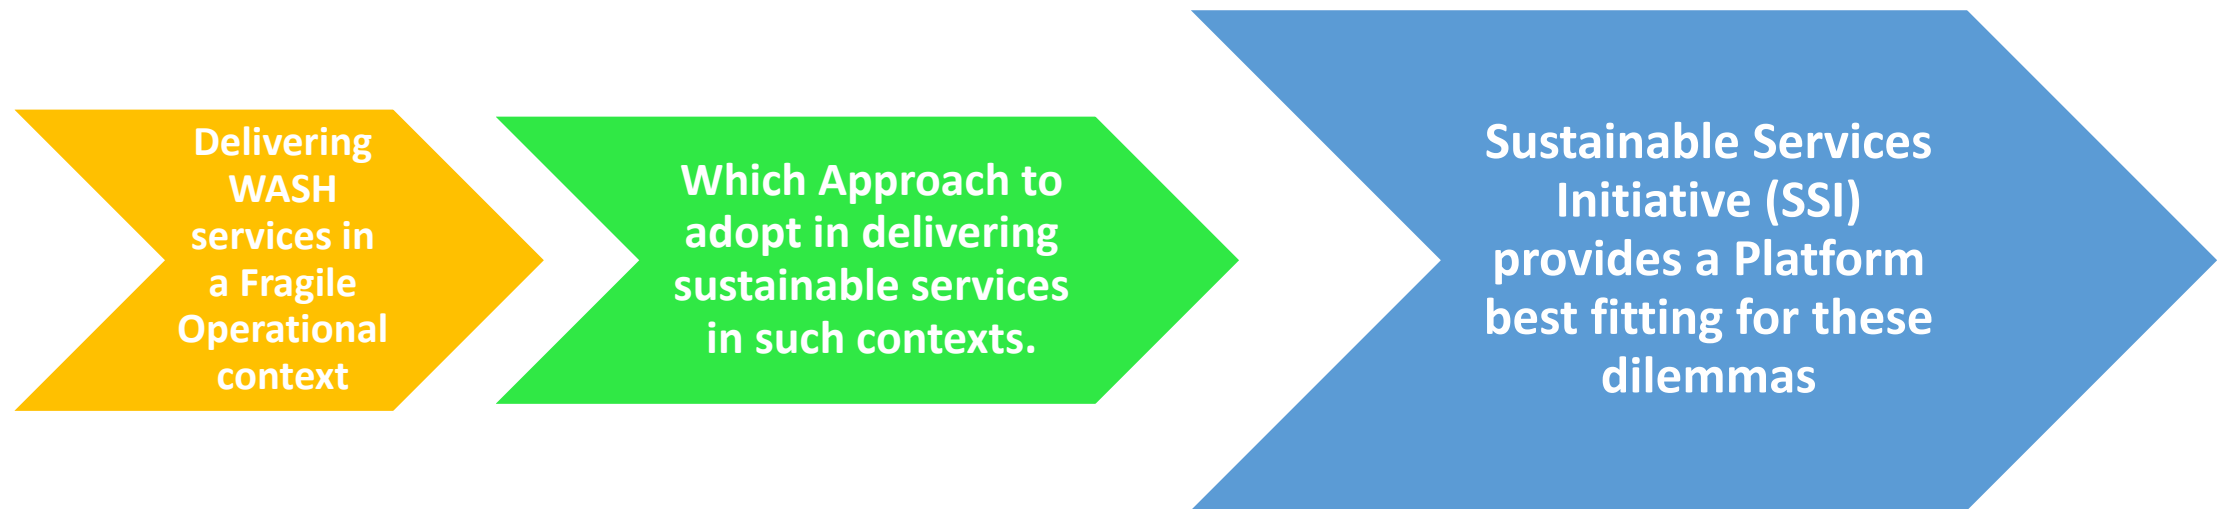 Delivering
WASH
services in
a Fragile
Operational
context
Which Approach to
adopt in delivering
sustainable services
in such contexts.
Sustainable Services
Initiative (SSI)
provides a Platform
best fitting for these
dilemmas